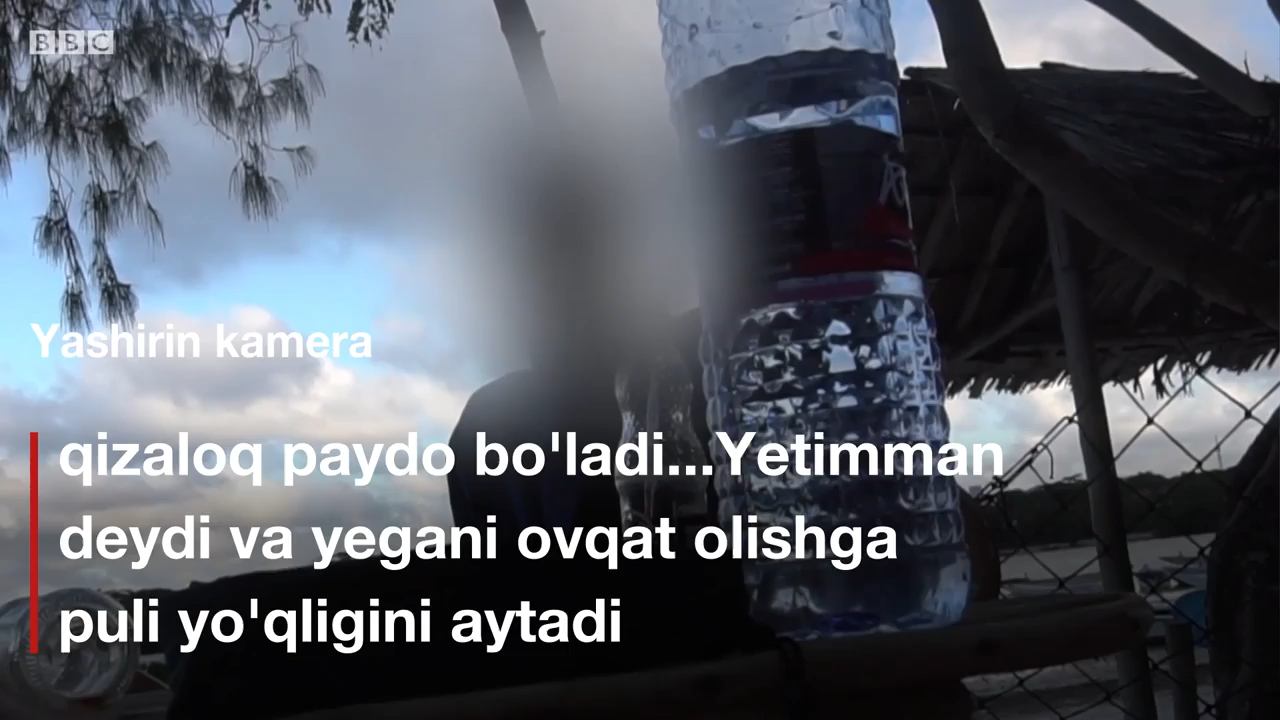 BBC
Yashirin kamera
qizaloq paydo bo'ladi...Yetimman
deydi va yegani ovqat olishga
puli yo'qligini aytadi